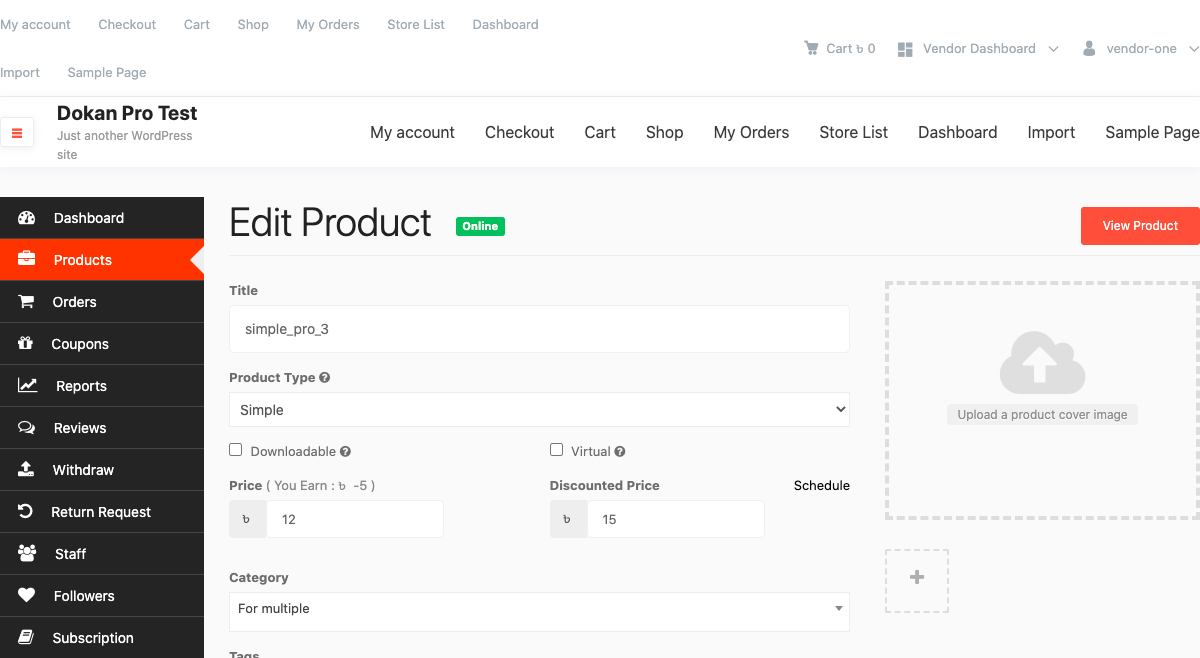 My account Checkout Cart Shop My Orders Store List Dashboard
Cart ৳ 0 Vendor Dashboard vendor-one
Import Sample Page
Dokan Pro Test
Just another WordPress
site
My account Checkout Cart Shop My Orders Store List Dashboard Import Sample Page
Dashboard
Products
Orders
Coupons
Reports
Reviews
Withdraw
Return Request
Staff
Followers
Subscription
Edit Product Online
View Product
Title
simple_pro_3
Product Type
Simple
Downloadable Virtual
Price ( You Earn : ৳ -5 ) Discounted Price Schedule
৳ 12 ৳ 15
Category
For multiple
Tags
Upload a product cover image